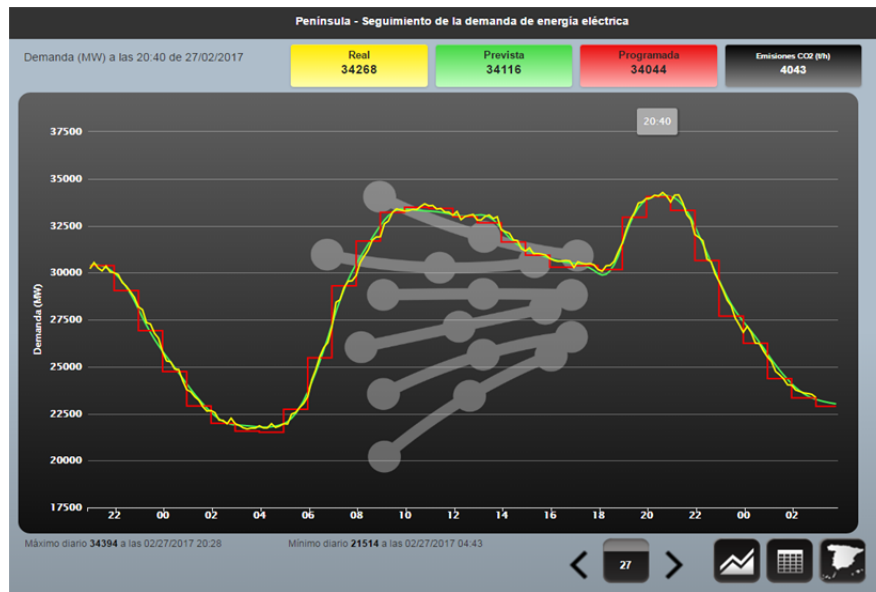 Península - Seguimiento de la demanda de energía eléctrica
Demanda (MW) a las 20:40 de 27/02/2017
Real
34268
Prevista
34116
Programada
34044
Emisiones CO2 (t/h)
4043
20:40
37500
35000
32500
30000
27500
25000
22500
20000
17500
Demanda (MW)
22 00 02 04 06 08 10 12 14 16 18 20 22 00 02
Máximo diario 34394 a las 02/27/2017 20:28
Mínimo diario 21514 a las 02/27/2017 04:43
27